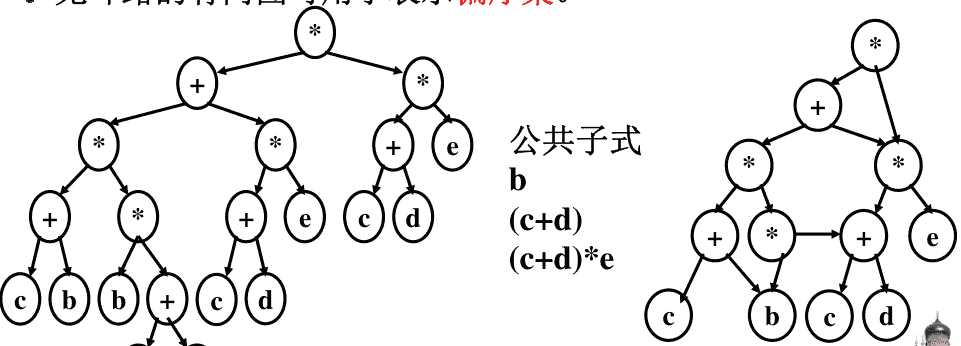 *
+ *
* * + e
+ * + e c d
c b b + c d
公共子式
b
(c+d)
(c+d)*e
*
+
* *
+ * + e
c b c d